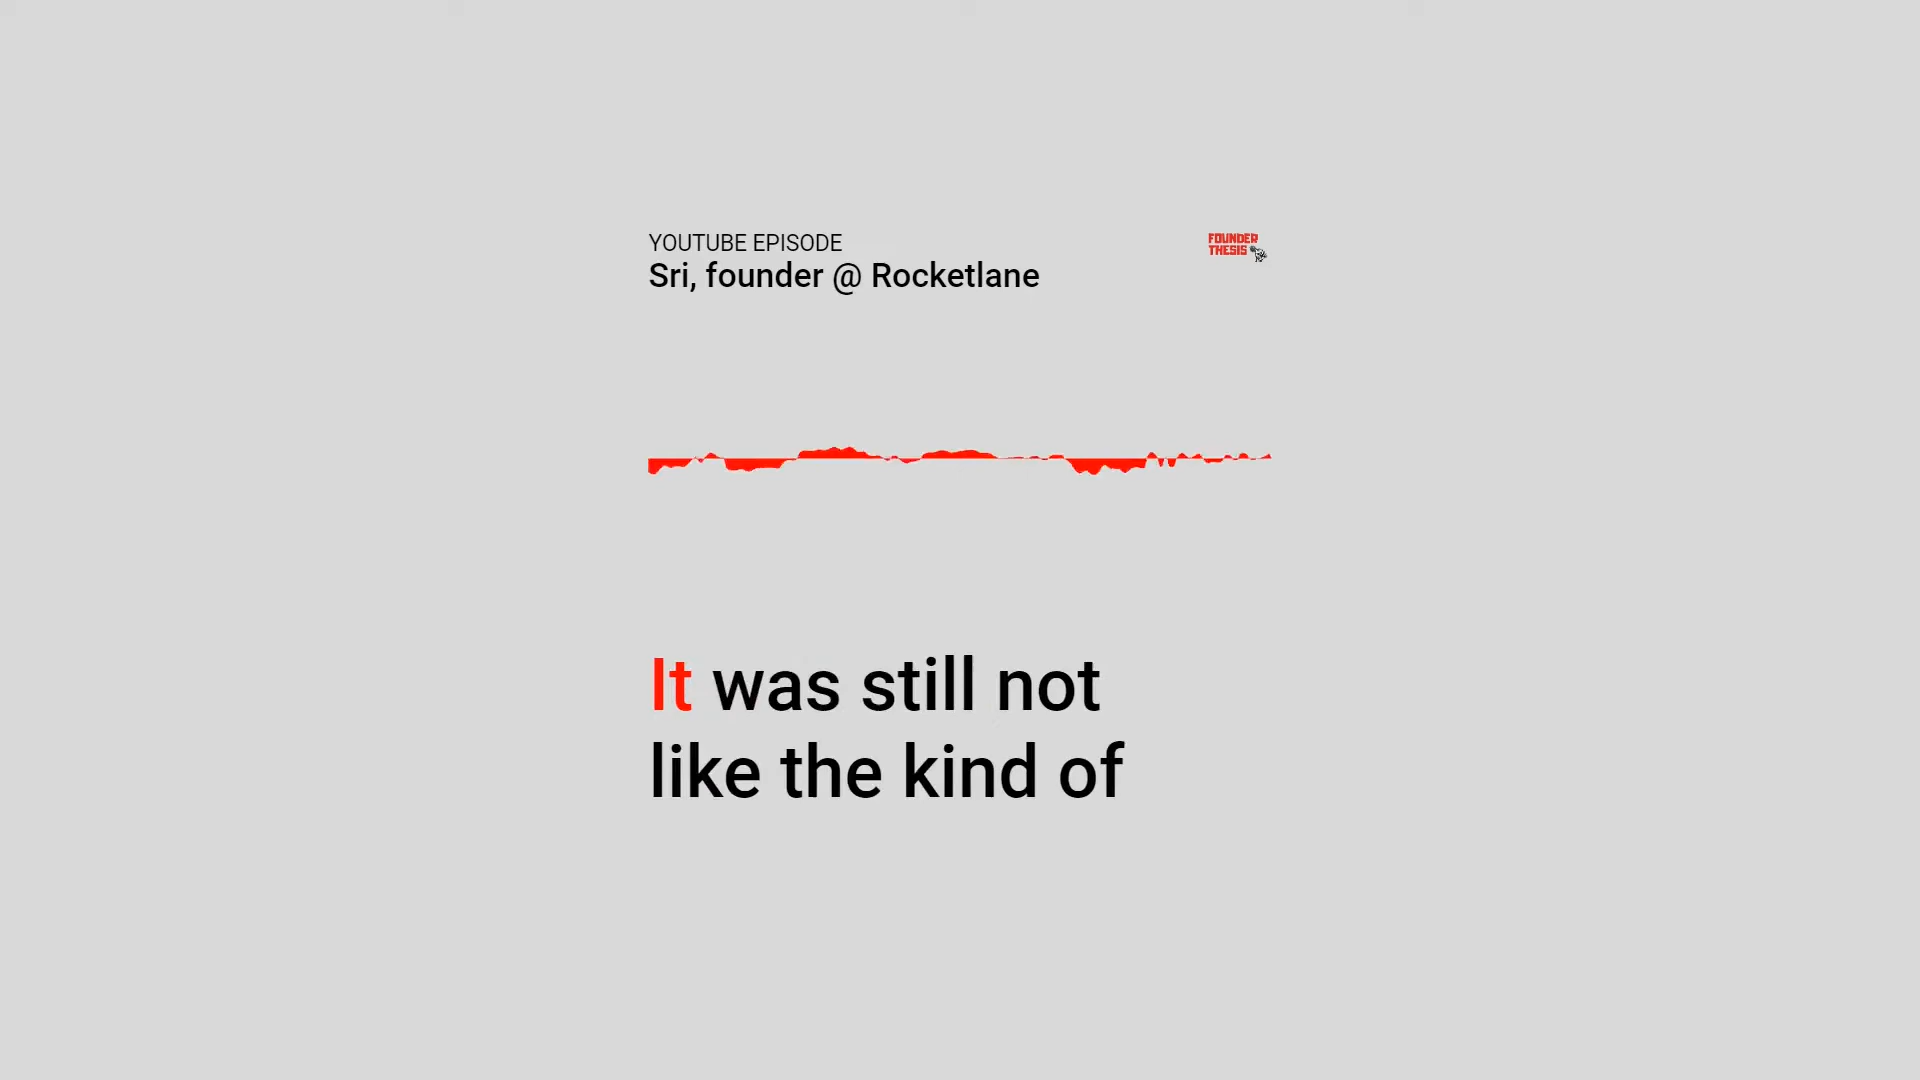 YOUTUBE EPISODE
Sri, founder @ Rocketlane
FOUNDER
THESIS
It was still not
like the kind of